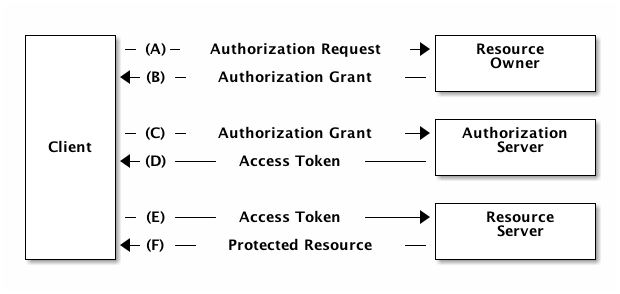 (A) Authorization Request
Resource
Owner
(B) Authorization Grant
(C) Authorization Grant
Authorization
Server
Client
(D) Access Token
(E) Access Token
Resource
Server
(F) Protected Resource